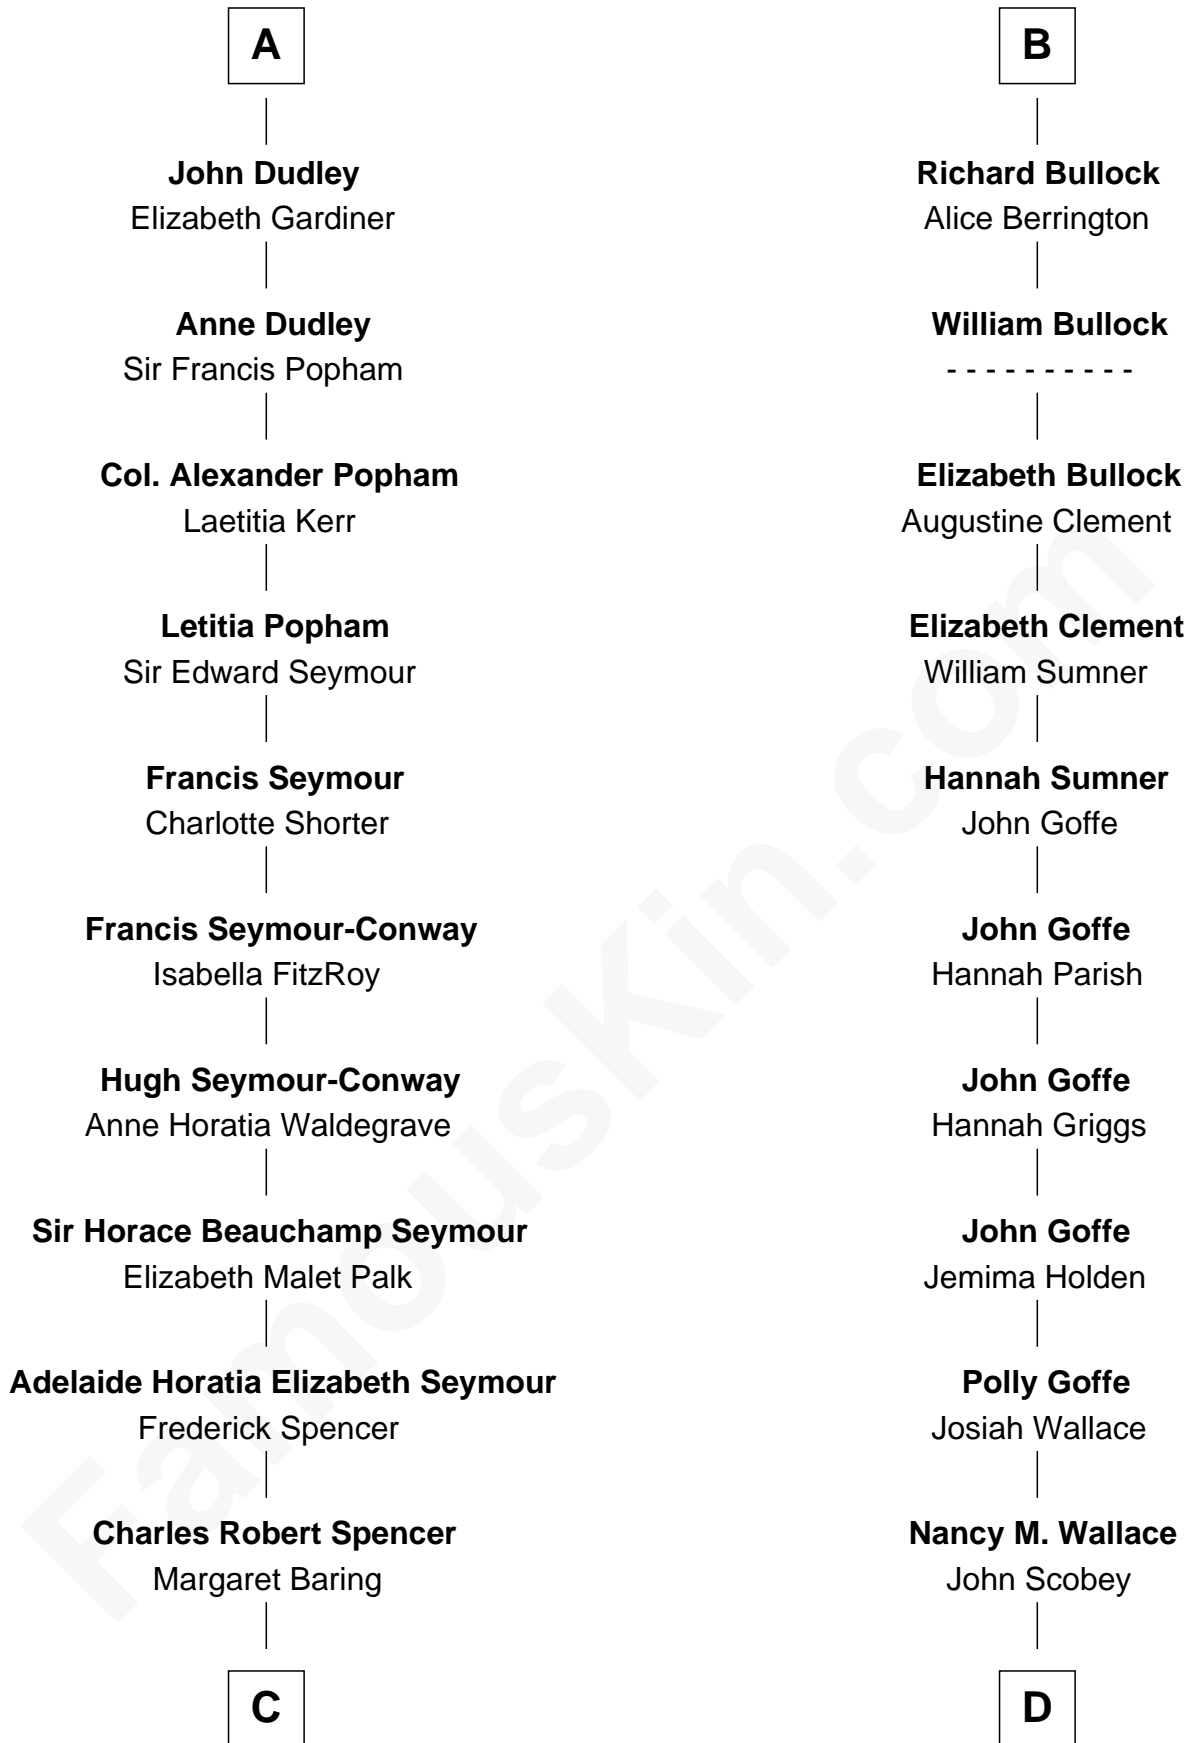 A
John Dudley
Elizabeth Gardiner
Anne Dudley
Sir Francis Popham
Col. Alexander Popham
Laetitia Kerr
Letitia Popham
Sir Edward Seymour
Francis Seymour
Charlotte Shorter
Francis Seymour-Conway
Isabella FitzRoy
Hugh Seymour-Conway
Anne Horatia Waldegrave
Sir Horace Beauchamp Seymour
Elizabeth Malet Palk
Adelaide Horatia Elizabeth Seymour
Frederick Spencer
Charles Robert Spencer
Margaret Baring
C
B
Richard Bullock
Alice Berrington
William Bullock
- - - - - - - - - -
Elizabeth Bullock
Augustine Clement
Elizabeth Clement
William Sumner
Hannah Sumner
John Goffe
John Goffe
Hannah Parish
John Goffe
Hannah Griggs
John Goffe
Jemima Holden
Polly Goffe
Josiah Wallace
Nancy M. Wallace
John Scobey
D
FamousKin.com